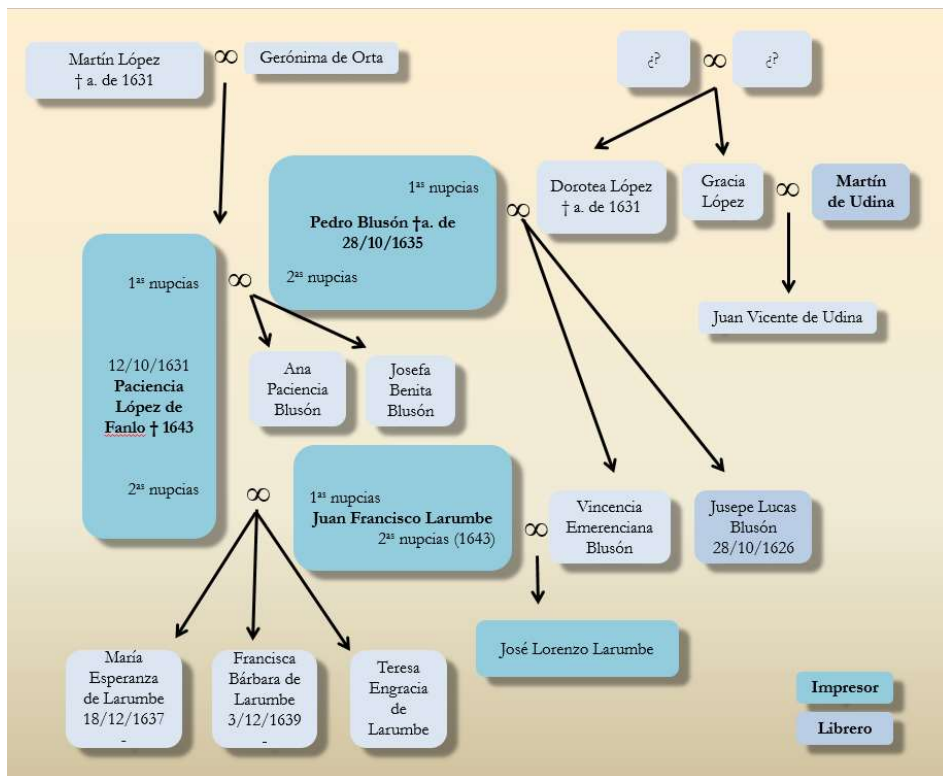 Martín López
† a. de 1631
∞
Gerónima de Orta
¿?
∞
¿?
1ᵃˢ nupcias
Pedro Blusón †a. de
28/10/1635
2ᵃˢ nupcias
∞
Dorotea López
† a. de 1631
Gracia
López
∞
Martín
de Udina
Juan Vicente de Udina
1ᵃˢ nupcias
12/10/1631
Paciencia
López de
Fanlo † 1643
2ᵃˢ nupcias
∞
Ana
Paciencia
Blusón
Josefa
Benita
Blusón
∞
1ᵃˢ nupcias
Juan Francisco Larumbe
2ᵃˢ nupcias (1643)
∞
Vincencia
Emerenciana
Blusón
Jusepe Lucas
Blusón
28/10/1626
José Lorenzo Larumbe
María
Esperanza
de Larumbe
18/12/1637
-
Francisca
Bárbara de
Larumbe
3/12/1639
-
Teresa
Engracia
de
Larumbe
Impresor
Librero